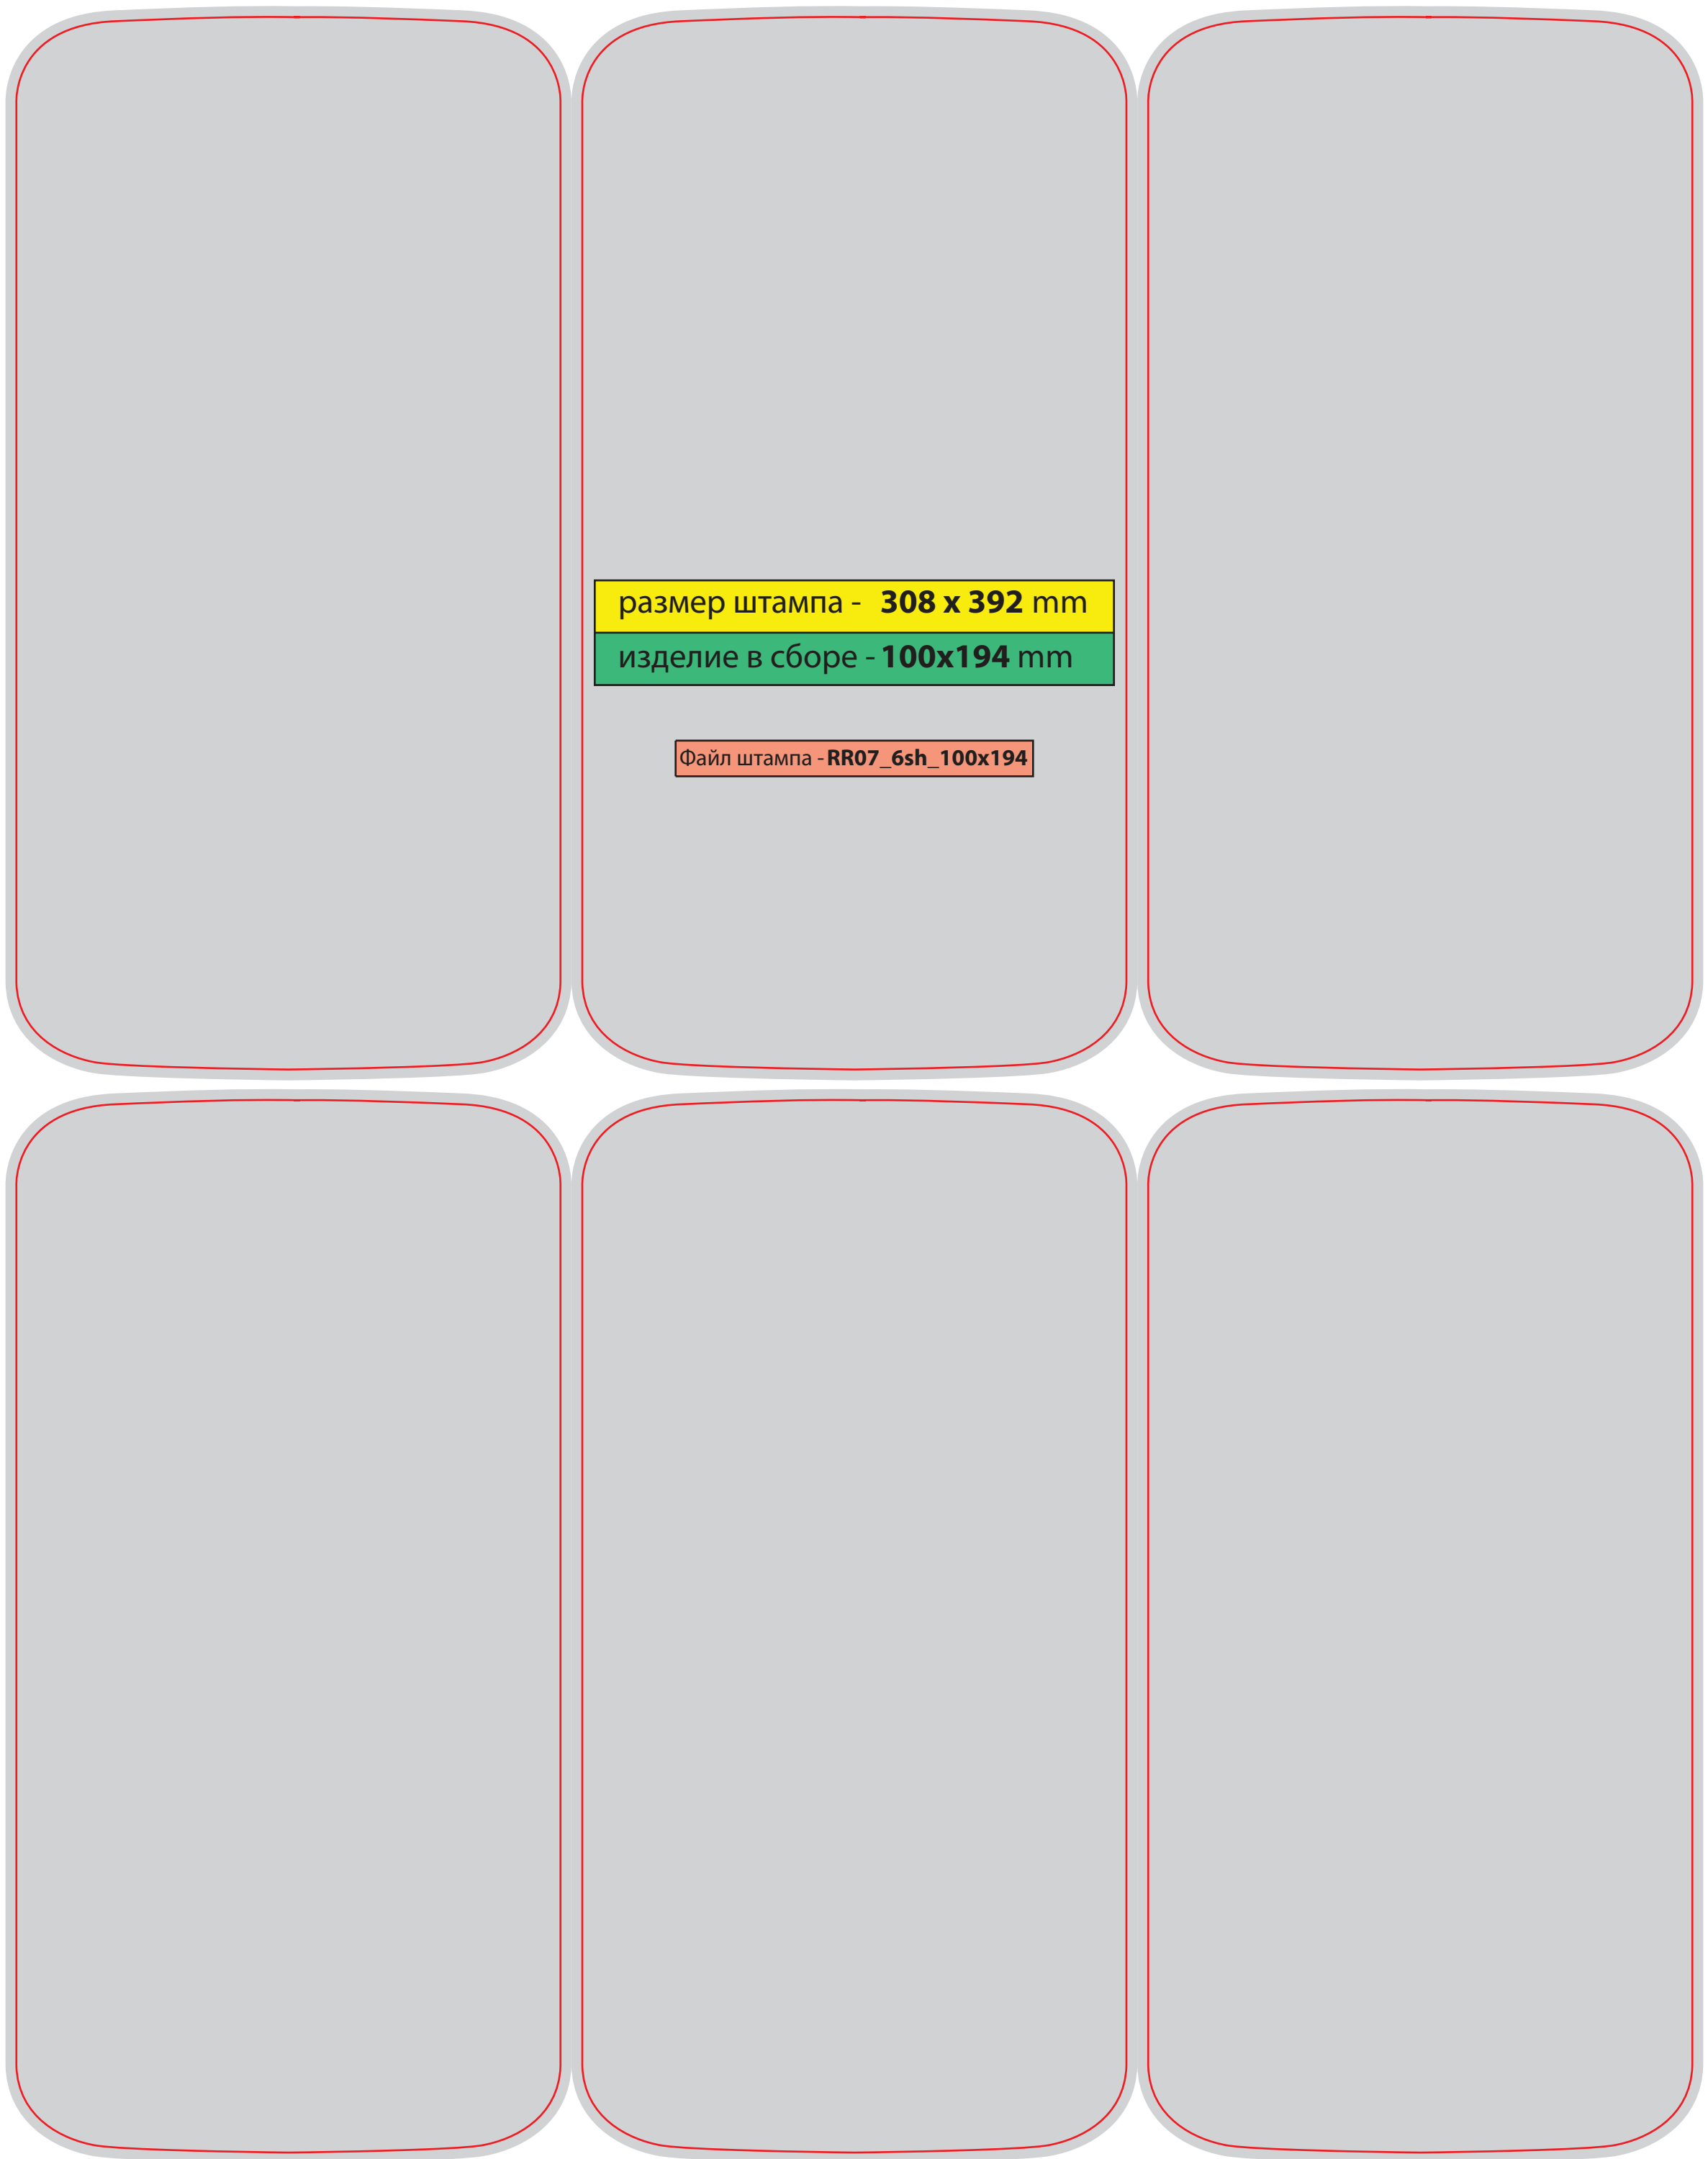 размер штампа - 308 x 392 mm
изделие в сборе - 100x194 mm
Файл штампа - RR07_6sh_100x194